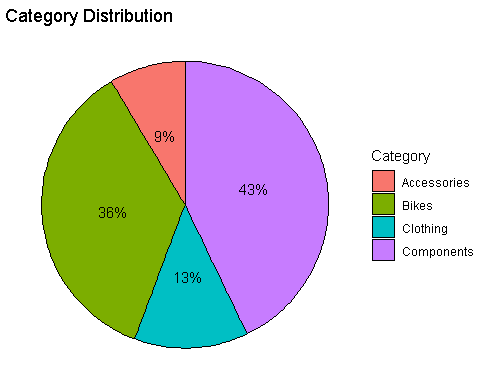 Category Distribution
9%
43%
36%
13%
Category
Accessories
Bikes
Clothing
Components